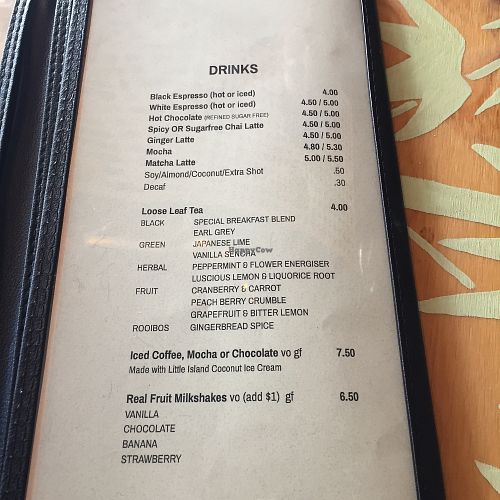 DRINKS
Black Espresso (hot or iced) 4.00
White Espresso (hot or iced) 4.50 / 5.00
Hot Chocolate (REFINED SUGAR FREE) 4.50 / 5.00
Spicy OR Sugarfree Chai Latte 4.50 / 5.00
Ginger Latte 4.50 / 5.00
Mocha 4.80 / 5.30
Matcha Latte 5.00 / 5.50
Soy/Almond/Coconut/Extra Shot .50
Decaf .30
Loose Leaf Tea 4.00
BLACK SPECIAL BREAKFAST BLEND
EARL GREY
GREEN JAPANESE LIME
VANILLA SENCHA
HappyCow
HERBAL PEPPERMINT & FLOWER ENERGISER
LUSCIOUS LEMON & LIQUORICE ROOT
FRUIT CRANBERRY & CARROT
PEACH BERRY CRUMBLE
GRAPEFRUIT & BITTER LEMON
ROOIBOS GINGERBREAD SPICE
Iced Coffee, Mocha or Chocolate vo gf 7.50
Made with Little Island Coconut Ice Cream
Real Fruit Milkshakes vo (add $1) gf 6.50
VANILLA
CHOCOLATE
BANANA
STRAWBERRY